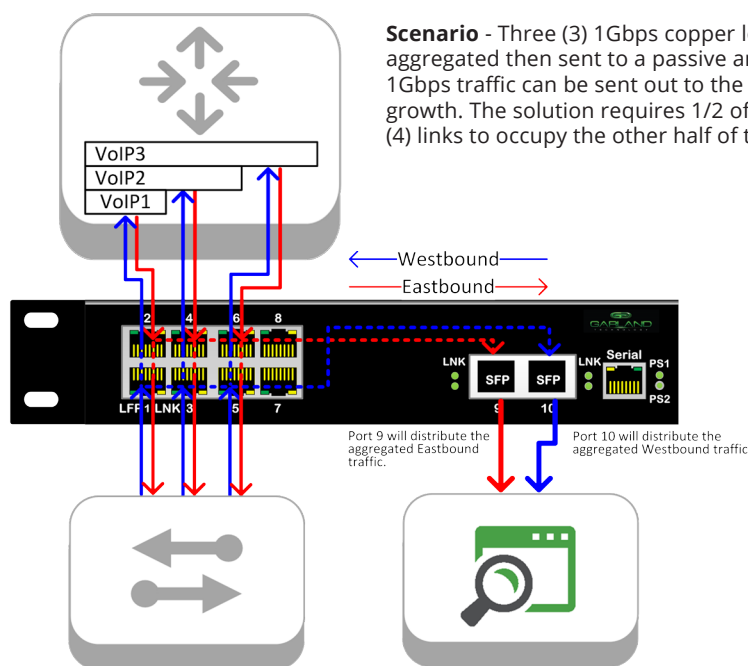 Scenario - Three (3) 1Gbps copper l
aggregated then sent to a passive a
1Gbps traffic can be sent out to the
growth. The solution requires 1/2 of
(4) links to occupy the other half of t
VoIP3
VoIP2
VoIP1
Westbound
Eastbound
2 4 6 8
GARLAND
LNK
SFP
SFP
LNK
Serial
PS1
PS2
LFP1 LNK 3 5 7
9 10
Port 9 will distribute the
aggregated Eastbound
traffic.
Port 10 will distribute the
aggregated Westbound traffic